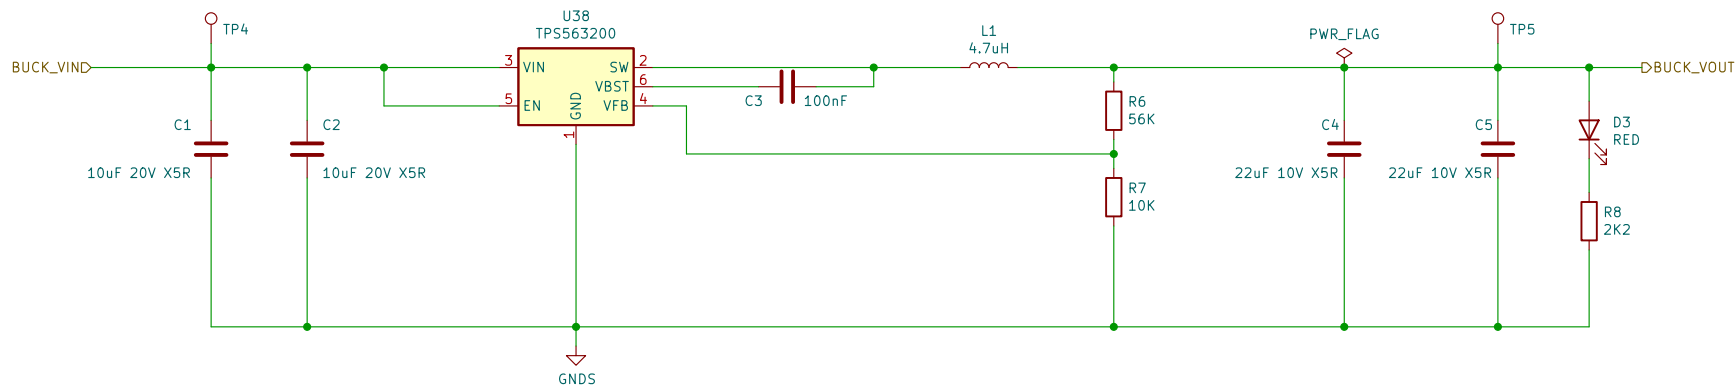 U38
TPS563200
TP4
TP5
L1
4.7uH
PWR_FLAG
BUCK_VIN
3
VIN
SW
2
BUCK_VOUT
VBST
6
5
EN
VFB
4
GND
1
C3
100nF
R6
56K
C1
10uF 20V X5R
C2
10uF 20V X5R
C4
22uF 10V X5R
C5
22uF 10V X5R
D3
RED
R7
10K
R8
2K2
GNDS